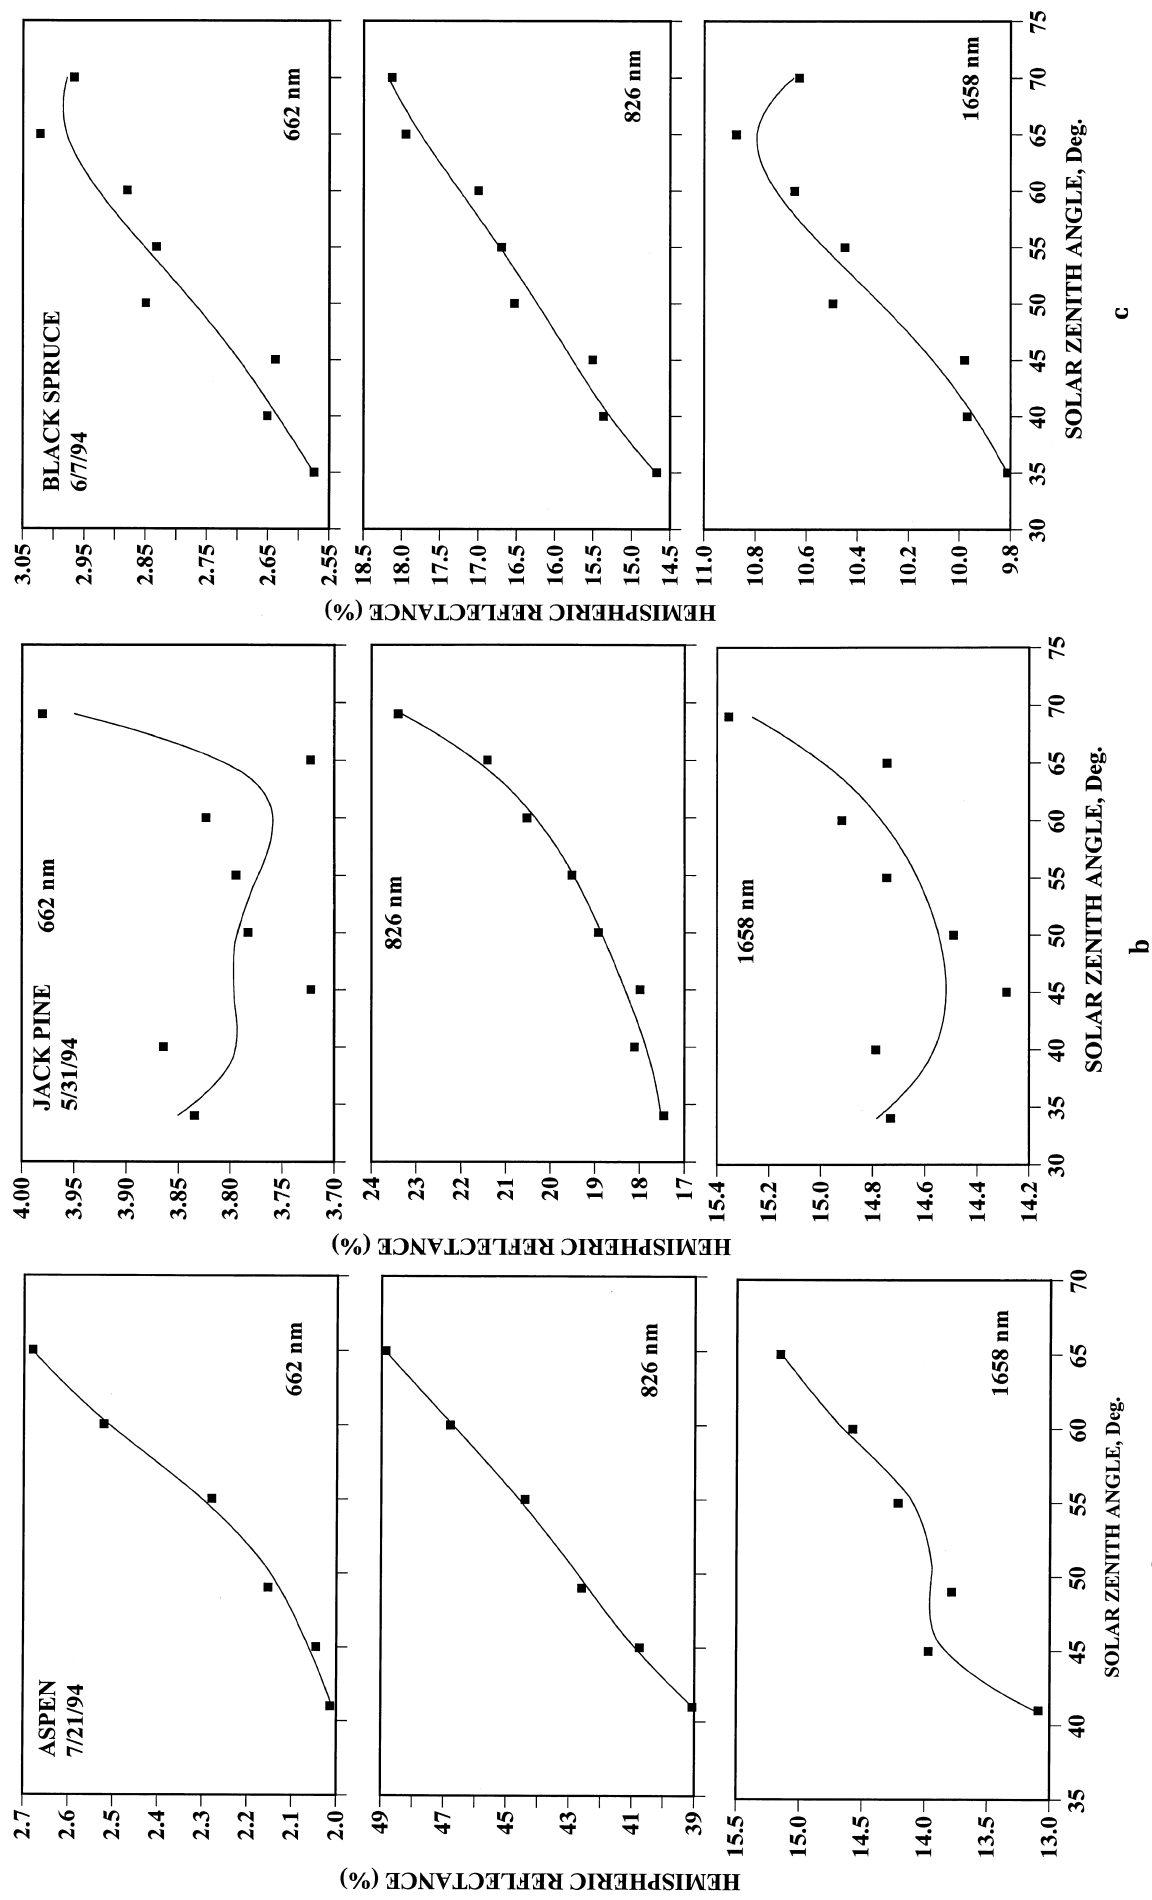 ASPEN
7/21/94
662 nm
2.7
2.6
2.5
2.4
2.3
2.2
2.1
2.0
826 nm
49
47
45
43
41
39
1658 nm
15.5
15.0
14.5
14.0
13.5
13.0
35 40 45 50 55 60 65 70
HEMISPHERIC REFLECTANCE (%)
SOLAR ZENITH ANGLE, Deg.
JACK PINE
5/31/94
662 nm
4.00
3.95
3.90
3.85
3.80
3.75
3.70
826 nm
24
23
22
21
20
19
18
17
1658 nm
15.4
15.2
15.0
14.8
14.6
14.4
14.2
30 35 40 45 50 55 60 65 70 75
HEMISPHERIC REFLECTANCE (%)
SOLAR ZENITH ANGLE, Deg.
b
BLACK SPRUCE
6/7/94
662 nm
3.05
2.95
2.85
2.75
2.65
2.55
826 nm
18.5
18.0
17.5
17.0
16.5
16.0
15.5
15.0
14.5
1658 nm
11.0
10.8
10.6
10.4
10.2
10.0
9.8
30 35 40 45 50 55 60 65 70 75
HEMISPHERIC REFLECTANCE (%)
SOLAR ZENITH ANGLE, Deg.
c